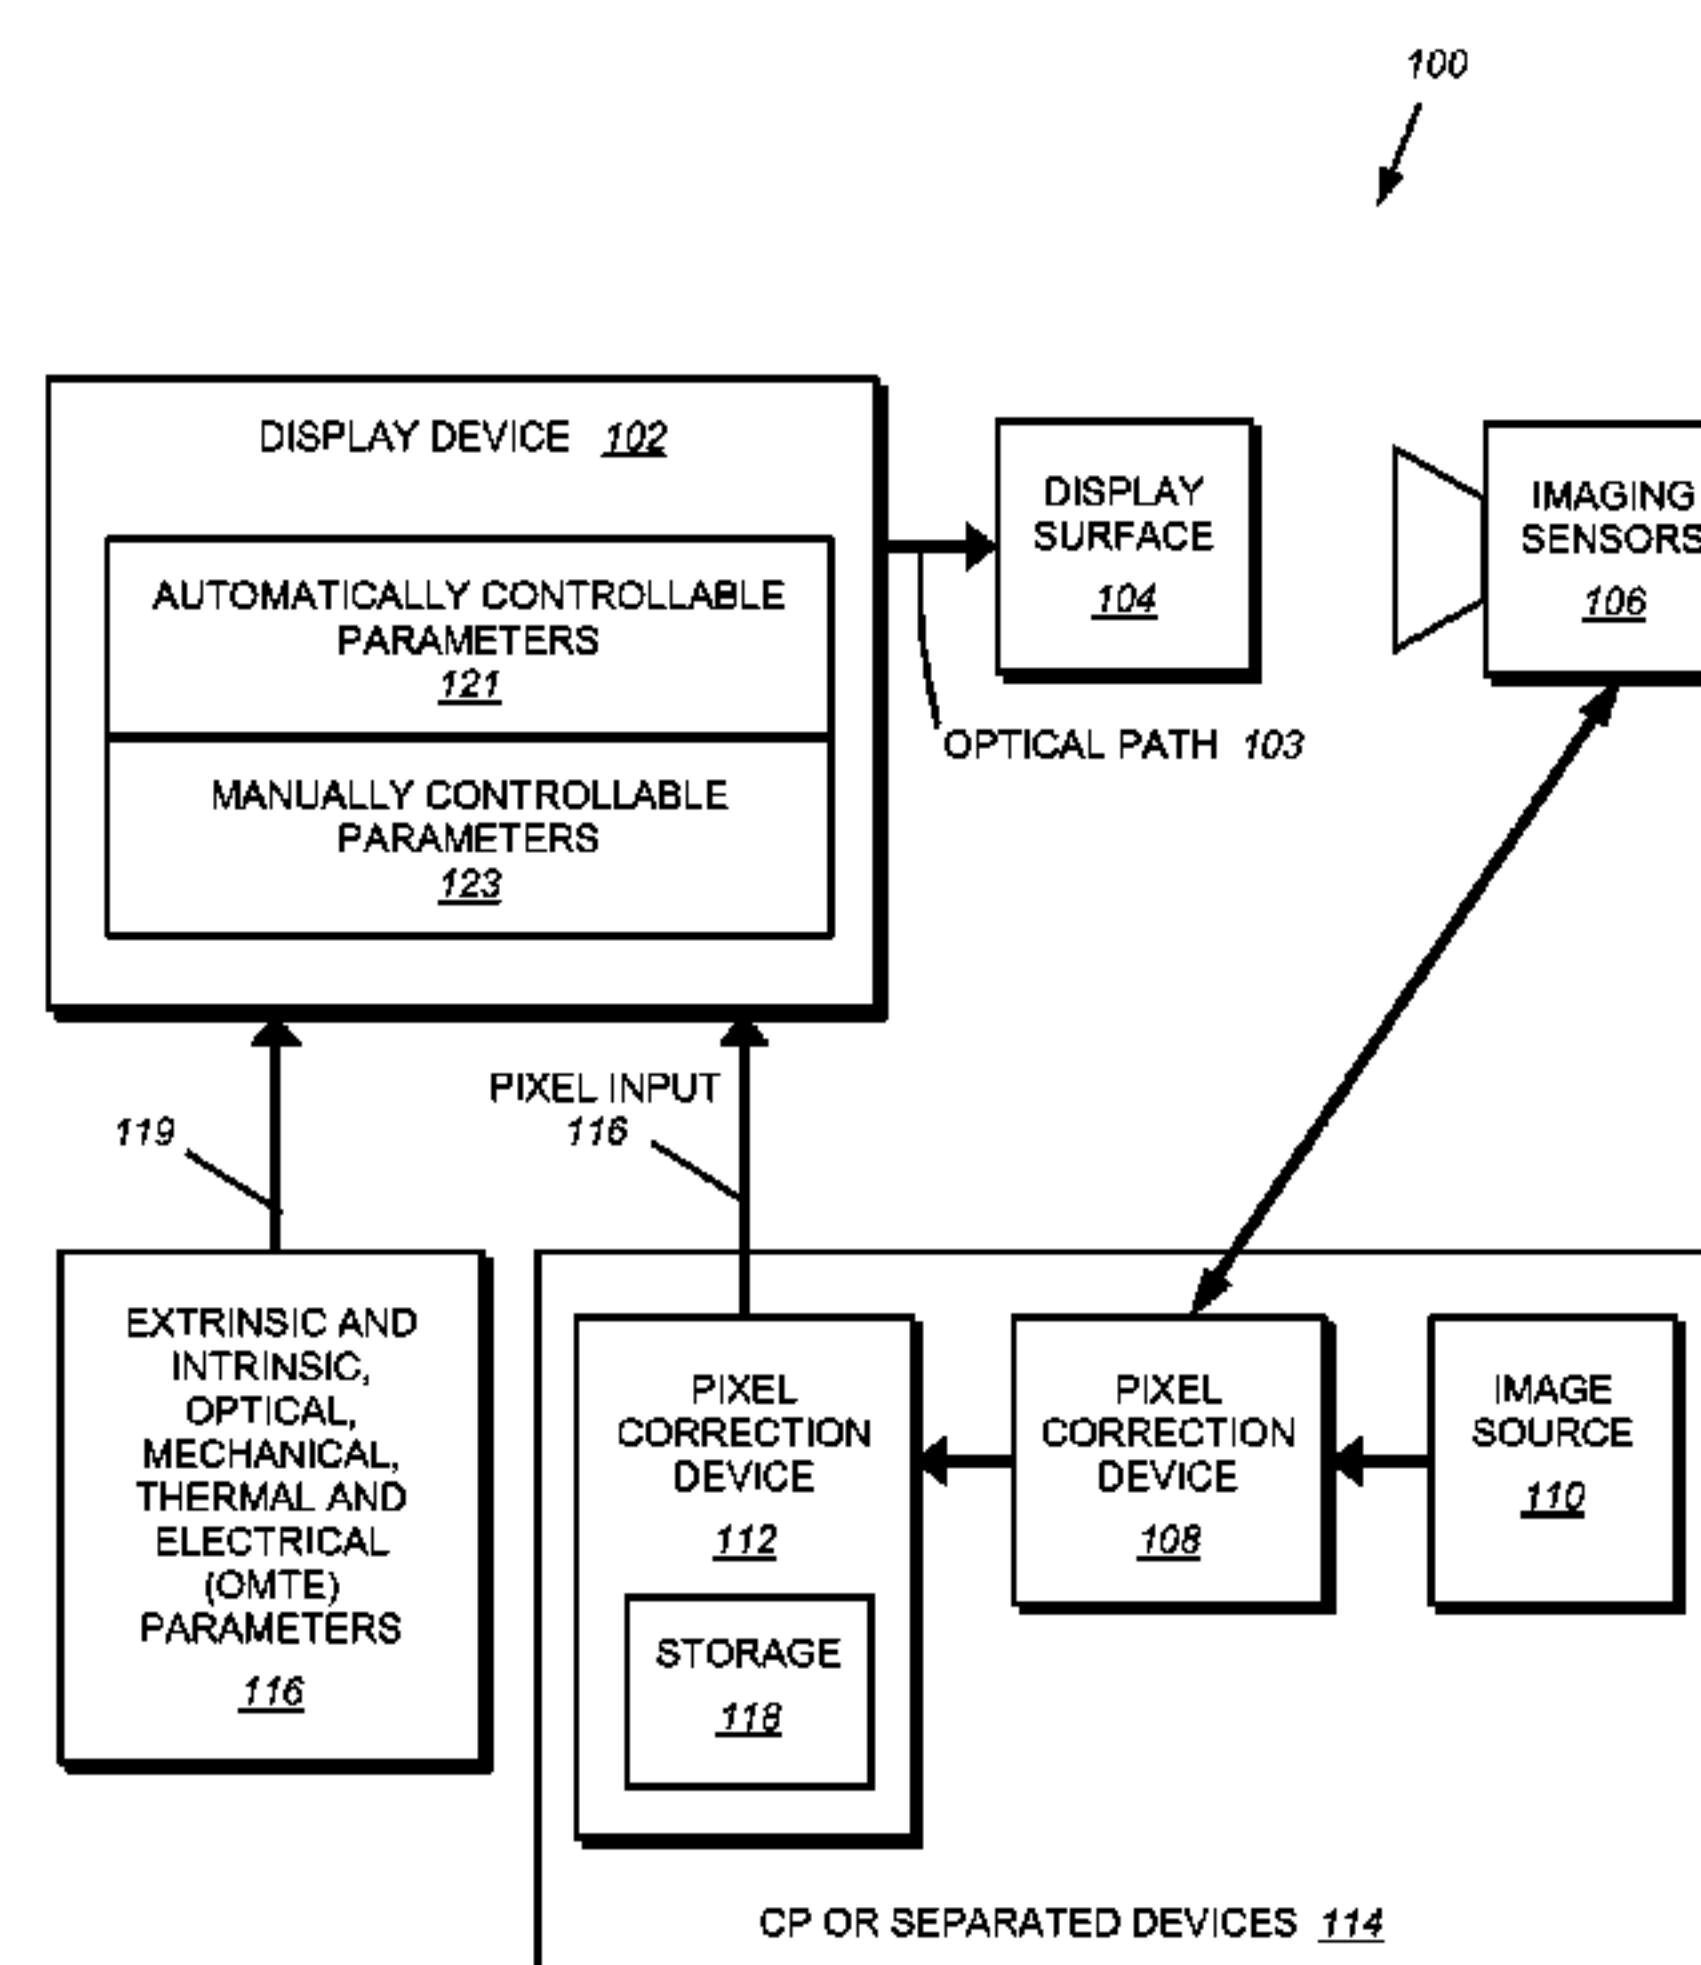 100
DISPLAY DEVICE 102
AUTOMATICALLY CONTROLLABLE
PARAMETERS
121
MANUALLY CONTROLLABLE
PARAMETERS
123
DISPLAY
SURFACE
104
IMAGING
SENSORS
106
OPTICAL PATH 103
119
PIXEL INPUT
116
EXTRINSIC AND
INTRINSIC,
OPTICAL,
MECHANICAL,
THERMAL AND
ELECTRICAL
(OMTE)
PARAMETERS
116
PIXEL
CORRECTION
DEVICE
112
STORAGE
118
PIXEL
CORRECTION
DEVICE
108
IMAGE
SOURCE
110
CP OR SEPARATED DEVICES 114